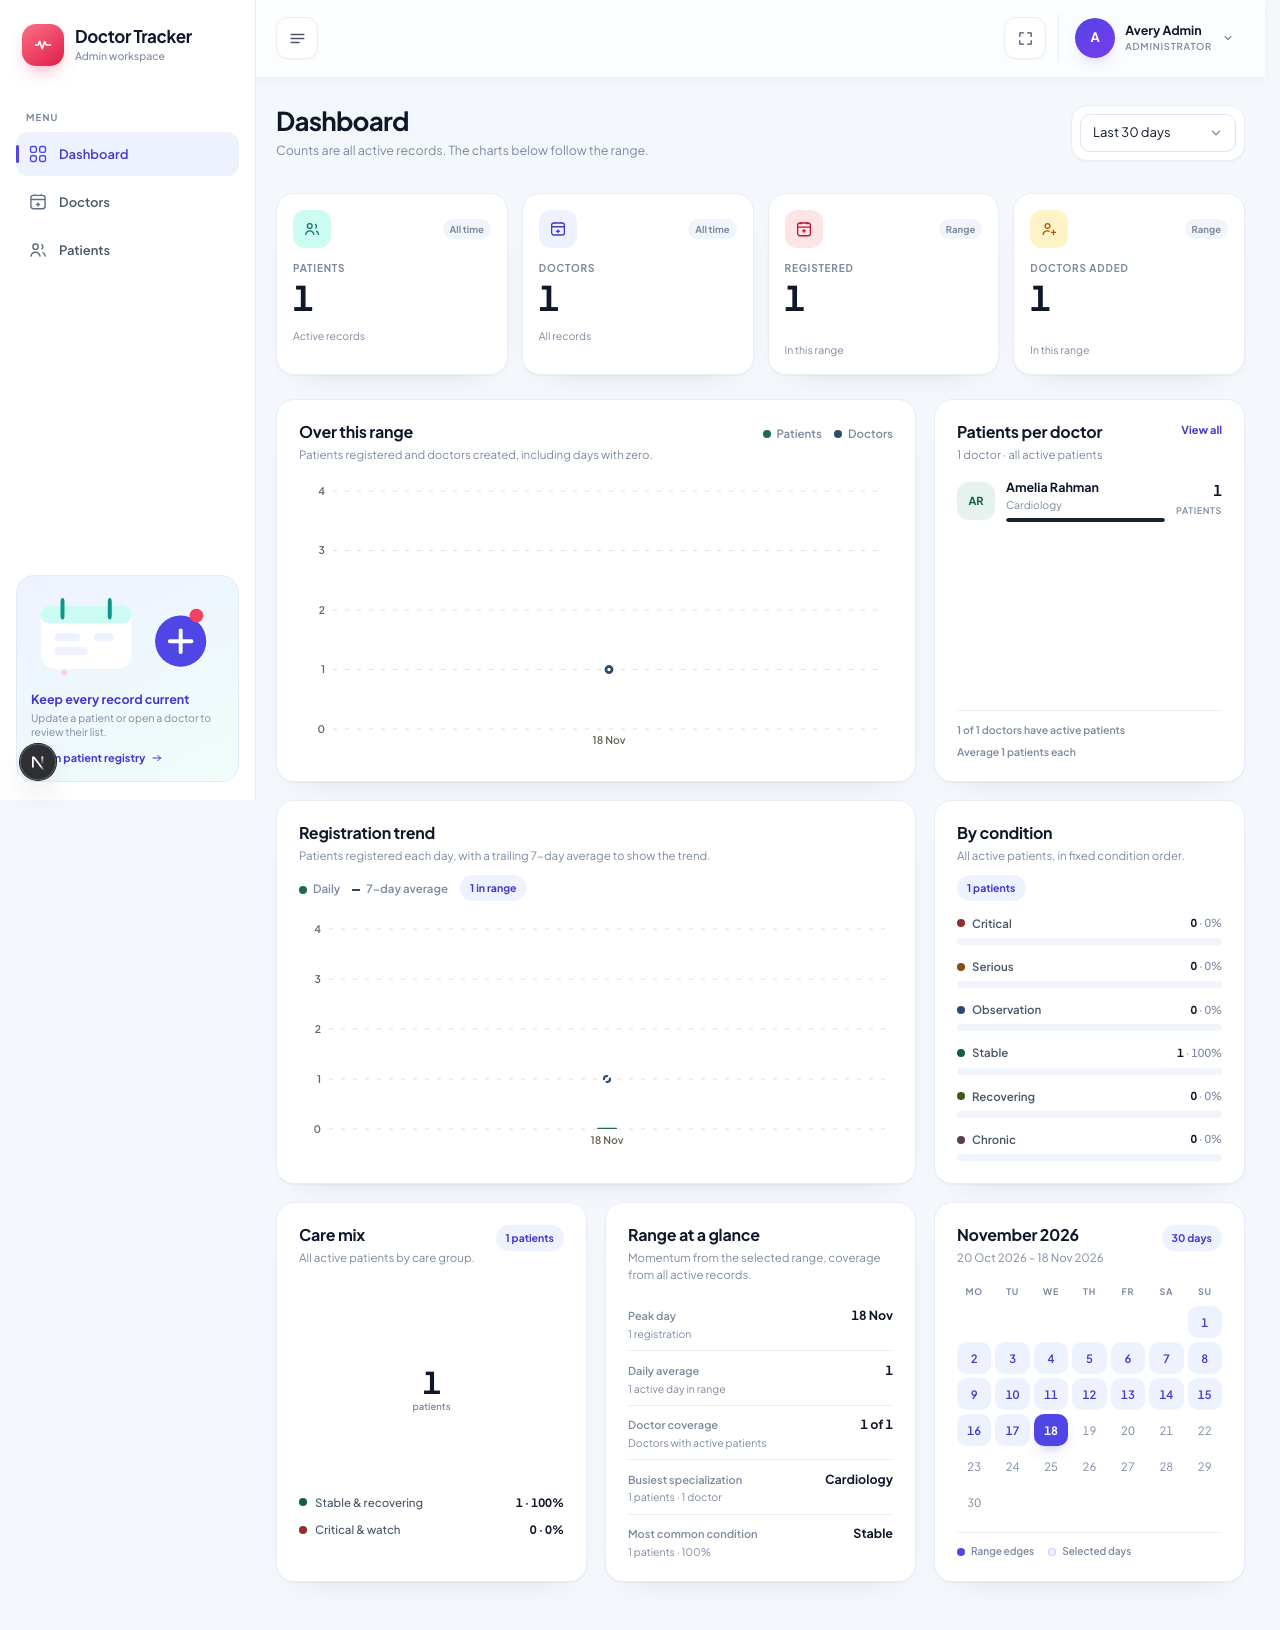 Doctor Tracker
Admin workspace
MENU
Dashboard
Doctors
Patients
Keep every record current
Update a patient or open a doctor to
review their list.
n patient registry →
N
A
Avery Admin
ADMINISTRATOR
Dashboard
Counts are all active records. The charts below follow the range.
Last 30 days
All time
PATIENTS
1
Active records
All time
DOCTORS
1
All records
Range
REGISTERED
1
In this range
Range
DOCTORS ADDED
1
In this range
Over this range
Patients registered and doctors created, including days with zero.
Patients
Doctors
4
3
2
1
0
18 Nov
Patients per doctor
View all
1 doctor · all active patients
AR
Amelia Rahman
Cardiology
1
PATIENTS
1 of 1 doctors have active patients
Average 1 patients each
Registration trend
Patients registered each day, with a trailing 7-day average to show the trend.
Daily
7-day average
1 in range
4
3
2
1
0
18 Nov
By condition
All active patients, in fixed condition order.
1 patients
Critical 0 · 0%
Serious 0 · 0%
Observation 0 · 0%
Stable 1 · 100%
Recovering 0 · 0%
Chronic 0 · 0%
Care mix
1 patients
All active patients by care group.
1
patients
Stable & recovering 1 · 100%
Critical & watch 0 · 0%
Range at a glance
Momentum from the selected range, coverage
from all active records.
Peak day 18 Nov
1 registration
Daily average 1
1 active day in range
Doctor coverage 1 of 1
Doctors with active patients
Busiest specialization Cardiology
1 patients · 1 doctor
Most common condition Stable
1 patients · 100%
November 2026
30 days
20 Oct 2026 – 18 Nov 2026
MO TU WE TH FR SA SU
1
2 3 4 5 6 7 8
9 10 11 12 13 14 15
16 17 18 19 20 21 22
23 24 25 26 27 28 29
30
Range edges
Selected days